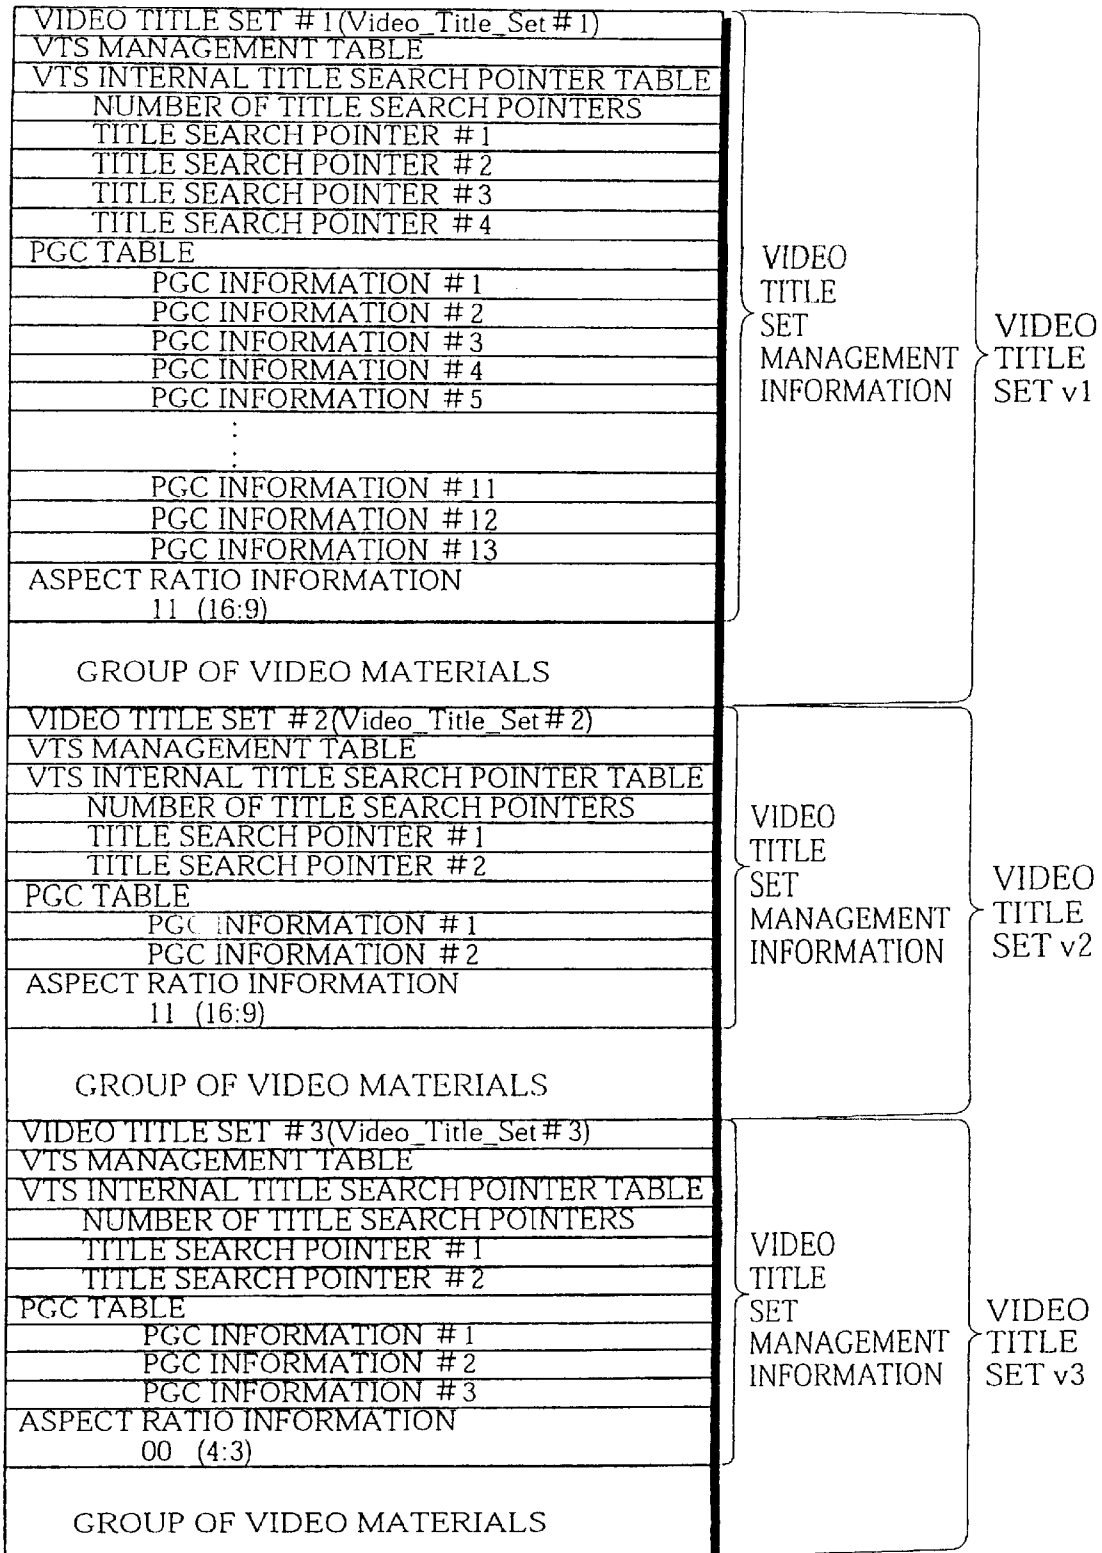 VIDEO TITLE SET #1(Video_Title_Set#1)
VTS MANAGEMENT TABLE
VTS INTERNAL TITLE SEARCH POINTER TABLE
NUMBER OF TITLE SEARCH POINTERS
TITLE SEARCH POINTER #1
TITLE SEARCH POINTER #2
TITLE SEARCH POINTER #3
TITLE SEARCH POINTER #4
PGC TABLE
PGC INFORMATION #1
PGC INFORMATION #2
PGC INFORMATION #3
PGC INFORMATION #4
PGC INFORMATION #5
PGC INFORMATION #11
PGC INFORMATION #12
PGC INFORMATION #13
ASPECT RATIO INFORMATION
11 (16:9)
GROUP OF VIDEO MATERIALS
VIDEO
TITLE
SET
MANAGEMENT
INFORMATION
VIDEO
TITLE
SET v1
VIDEO TITLE SET #2(Video_Title_Set#2)
VTS MANAGEMENT TABLE
VTS INTERNAL TITLE SEARCH POINTER TABLE
NUMBER OF TITLE SEARCH POINTERS
TITLE SEARCH POINTER #1
TITLE SEARCH POINTER #2
PGC TABLE
PGC INFORMATION #1
PGC INFORMATION #2
ASPECT RATIO INFORMATION
11 (16:9)
GROUP OF VIDEO MATERIALS
VIDEO
TITLE
SET
MANAGEMENT
INFORMATION
VIDEO
TITLE
SET v2
VIDEO TITLE SET #3(Video_Title_Set#3)
VTS MANAGEMENT TABLE
VTS INTERNAL TITLE SEARCH POINTER TABLE
NUMBER OF TITLE SEARCH POINTERS
TITLE SEARCH POINTER #1
TITLE SEARCH POINTER #2
PGC TABLE
PGC INFORMATION #1
PGC INFORMATION #2
PGC INFORMATION #3
ASPECT RATIO INFORMATION
00 (4:3)
GROUP OF VIDEO MATERIALS
VIDEO
TITLE
SET
MANAGEMENT
INFORMATION
VIDEO
TITLE
SET v3